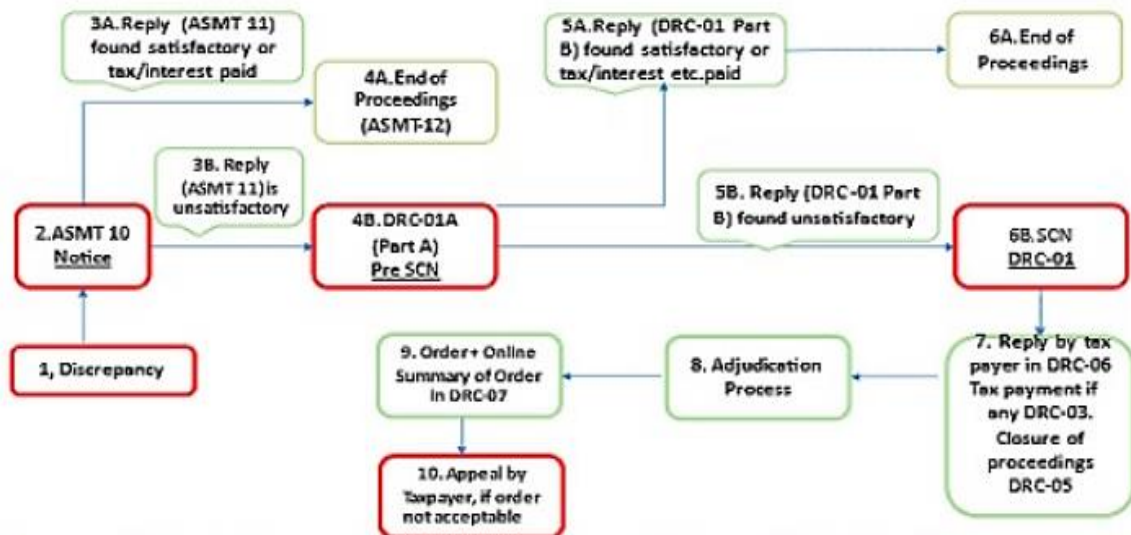 3A. Reply (ASMT 11)
found satisfactory or
tax/interest paid
4A. End of
Proceedings
(ASMT-12)
5A. Reply (DRC-01 Part
B) found satisfactory or
tax/interest etc. paid
6A. End of
Proceedings
3B. Reply
(ASMT 11) is
unsatisfactory
2. ASMT 10
Notice
4B. DRC-01A
(Part A)
Pre SCN
5B. Reply (DRC-01 Part
B) found unsatisfactory
6B. SCN
DRC-01
1, Discrepancy
9. Order + Online
Summary of Order
in DRC-07
8. Adjudication
Process
7. Reply by tax
payer in DRC-06
Tax payment if
any DRC-03.
Closure of
proceedings
DRC-05
10. Appeal by
Taxpayer, if order
not acceptable